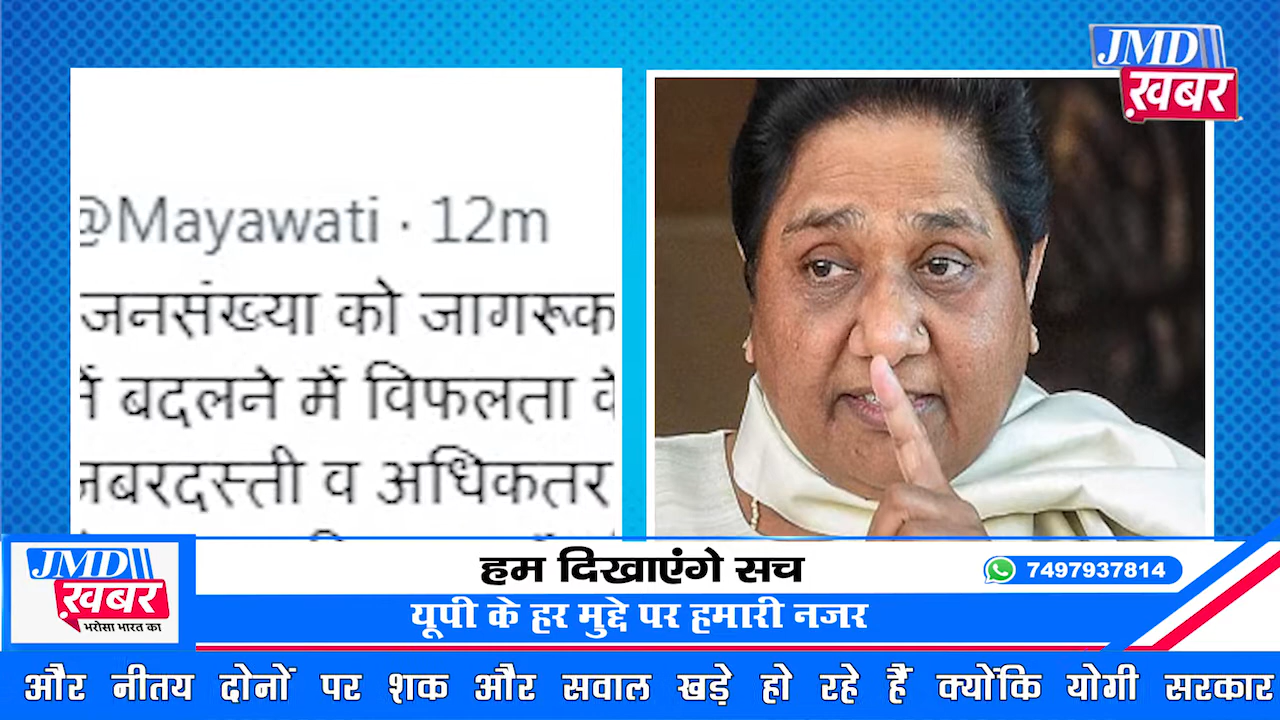 JMD
ख़बर
@Mayawati · 12m
जनसंख्या को जागरूक
में बदलने में विफलता के
जबरदस्ती व अधिकतर
JMD
ख़बर
भरोसा भारत का
हम दिखाएंगे सच
7497937814
यूपी के हर मुद्दे पर हमारी नजर
और नीतय दोनों पर शक और सवाल खड़े हो रहे हैं क्योंकि योगी सरकार